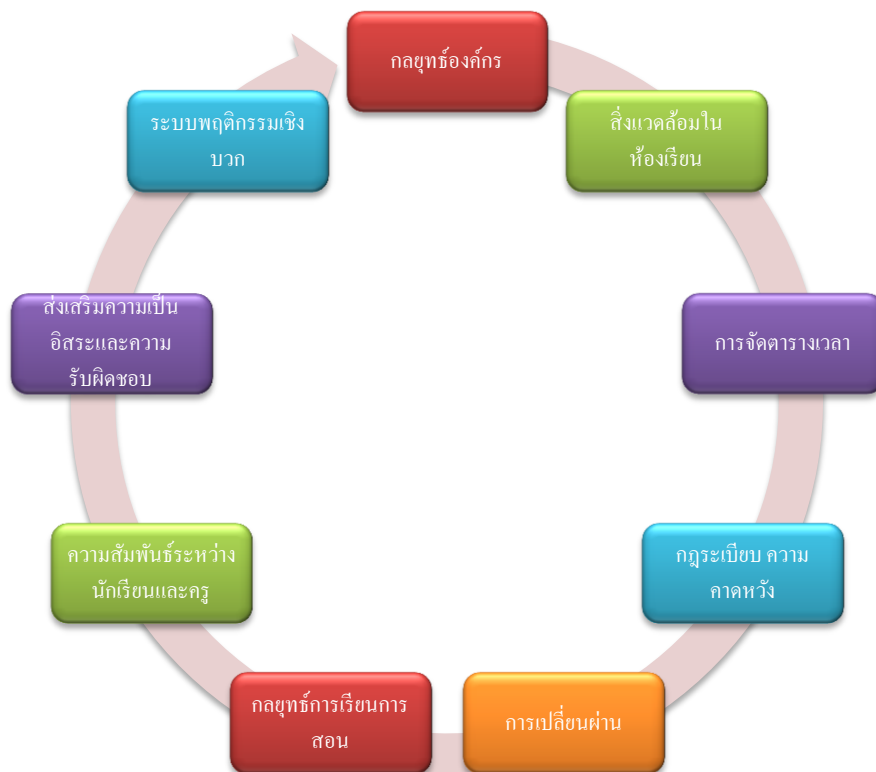 กลยุทธ์องค์กร
สิ่งแวดล้อมใน
ห้องเรียน
การจัดตารางเวลา
กฎระเบียบ ความ
คาดหวัง
การเปลี่ยนผ่าน
กลยุทธ์การเรียนการ
สอน
ความสัมพันธ์ระหว่าง
นักเรียนและครู
ส่งเสริมความเป็น
อิสระและความ
รับผิดชอบ
ระบบพฤติกรรมเชิง
บวก